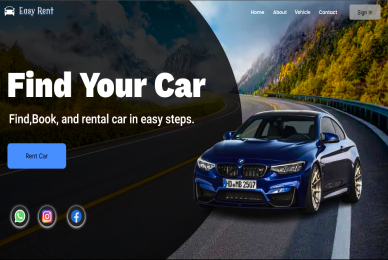 Easy Rent
Home About Vehicle Contact Sign in
Find Your Car
Find,Book, and rental car in easy steps.
Rent Car